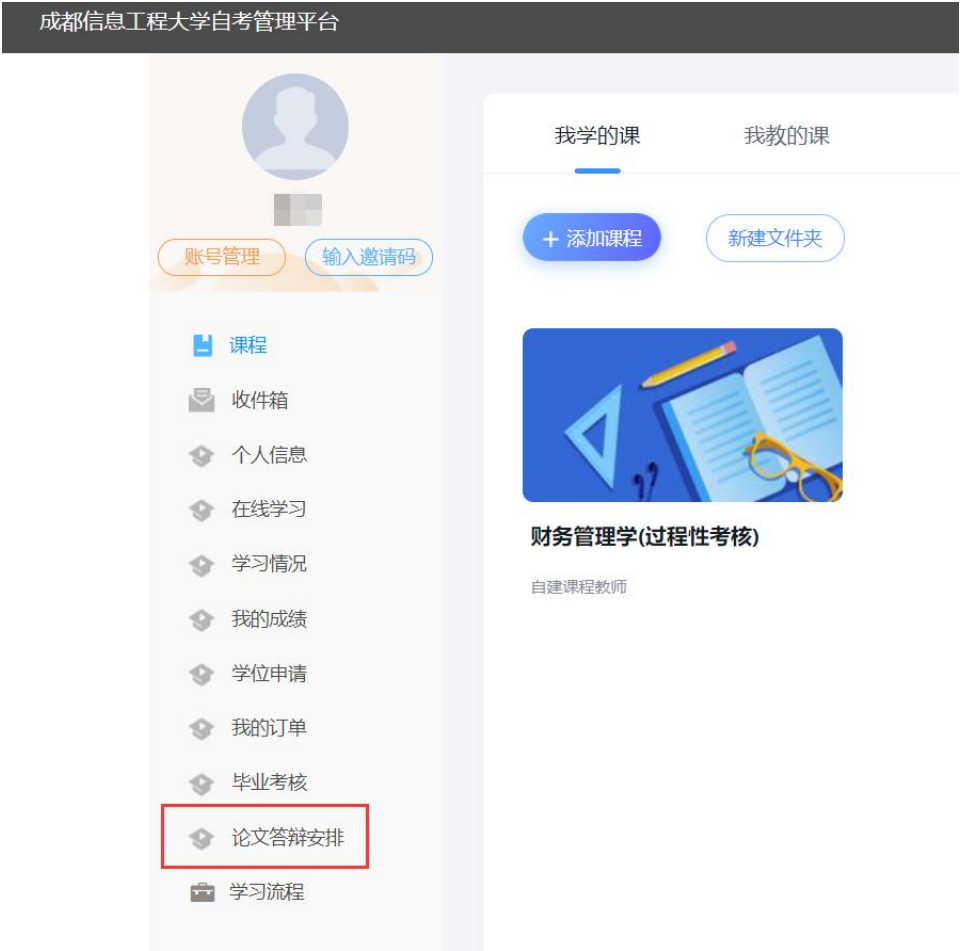 成都信息工程大学自考管理平台
账号管理
输入邀请码
课程
收件箱
个人信息
在线学习
学习情况
我的成绩
学位申请
我的订单
毕业考核
论文答辩安排
学习流程
我学的课
我教的课
+ 添加课程
新建文件夹
财务管理学(过程性考核)
自建课程教师